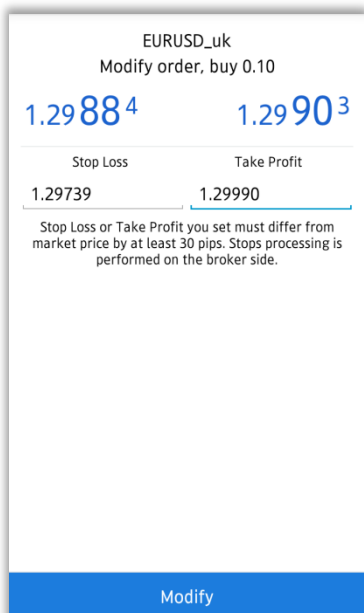 EURUSD_uk
Modify order, buy 0.10
1.29884 1.29903
Stop Loss Take Profit
1.29739 1.29990
Stop Loss or Take Profit you set must differ from
market price by at least 30 pips. Stops processing is
performed on the broker side.
Modify